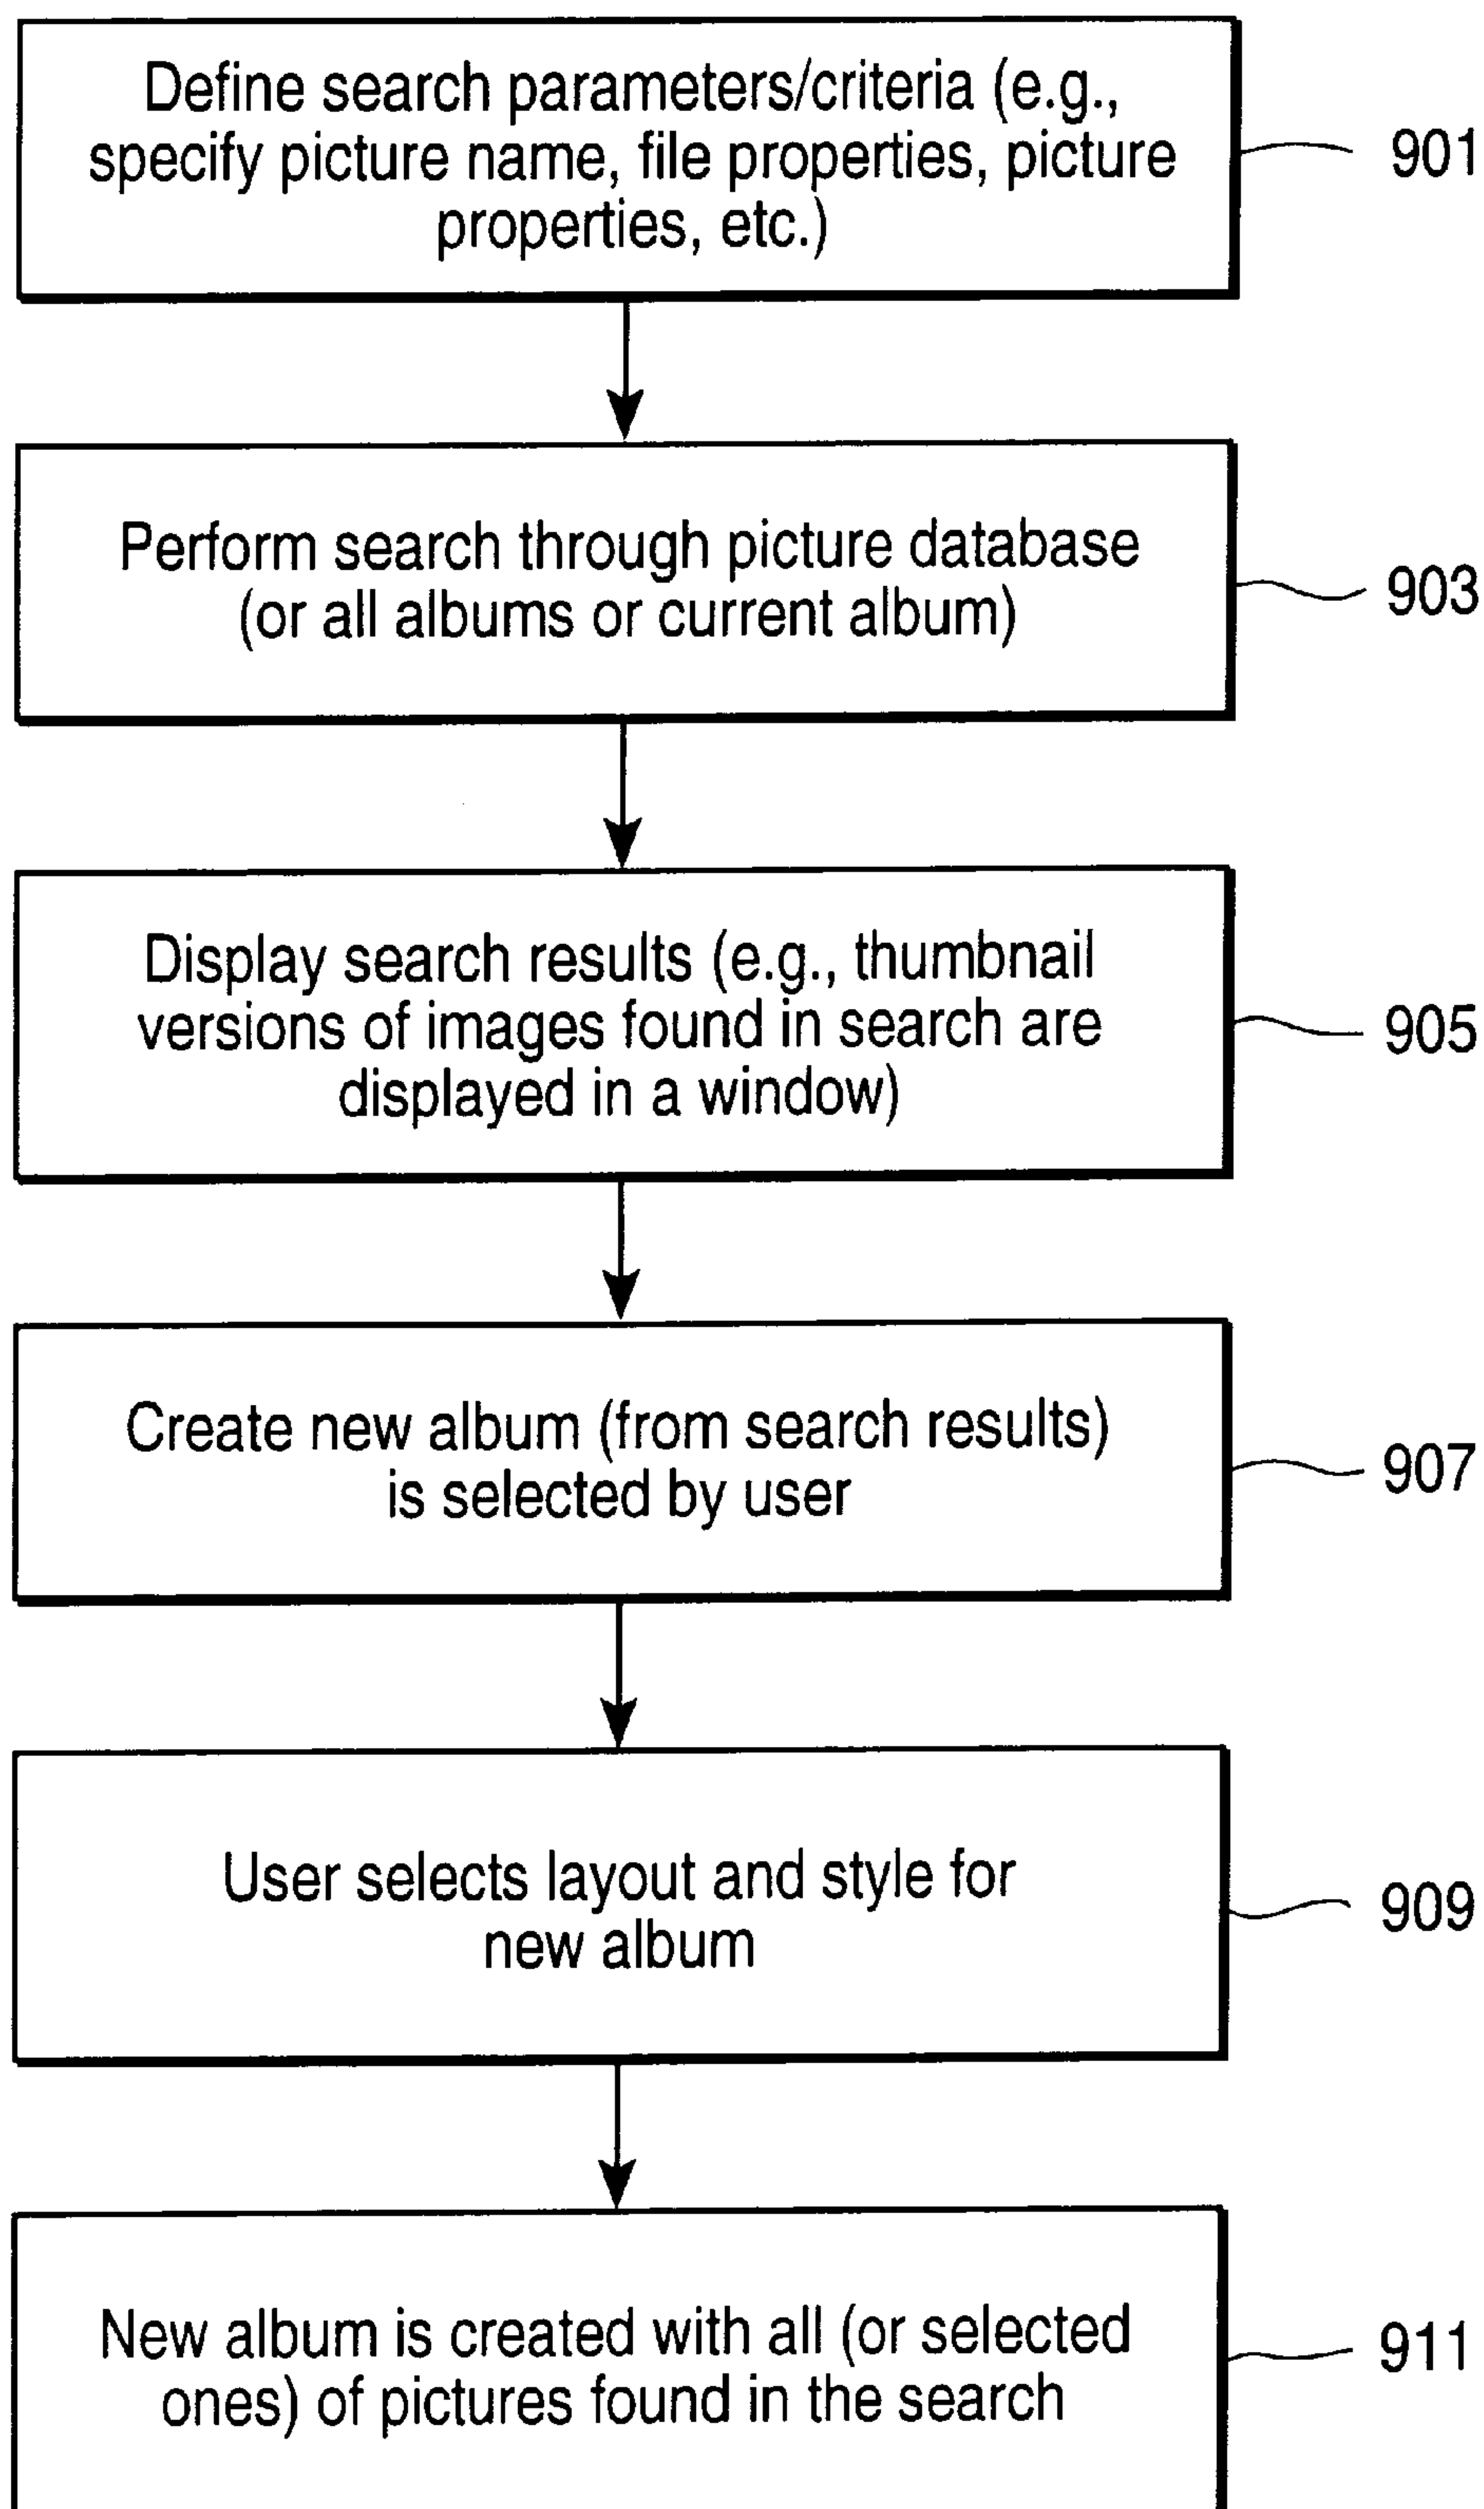 Define search parameters/criteria (e.g.,
specify picture name, file properties, picture
properties, etc.)
901
Perform search through picture database
(or all albums or current album)
903
Display search results (e.g., thumbnail
versions of images found in search are
displayed in a window)
905
Create new album (from search results)
is selected by user
907
User selects layout and style for
new album
909
New album is created with all (or selected
ones) of pictures found in the search
911